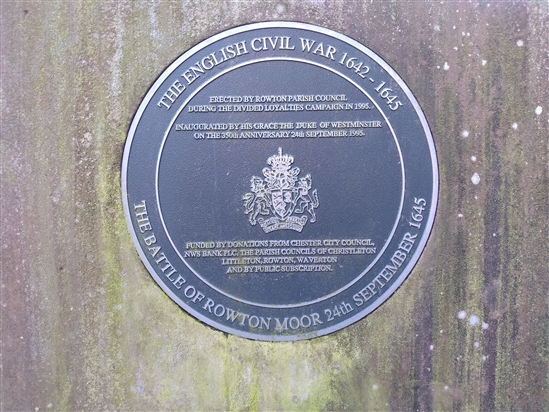 THE ENGLISH CIVIL WAR 1642 - 1645
ERECTED BY ROWTON PARISH COUNCIL
DURING THE DIVIDED LOYALTIES CAMPAIGN IN 1995.
INAUGURATED BY HIS GRACE THE DUKE OF WESTMINSTER
ON THE 350th ANNIVERSARY 24th SEPTEMBER 1995.
FUNDED BY DONATIONS FROM CHESTER CITY COUNCIL,
NWS BANK PLC, THE PARISH COUNCILS OF CHRISTLETON
LITTLETON, ROWTON, WAVERTON
AND BY PUBLIC SUBSCRIPTION.
THE BATTLE OF ROWTON MOOR 24th SEPTEMBER 1645